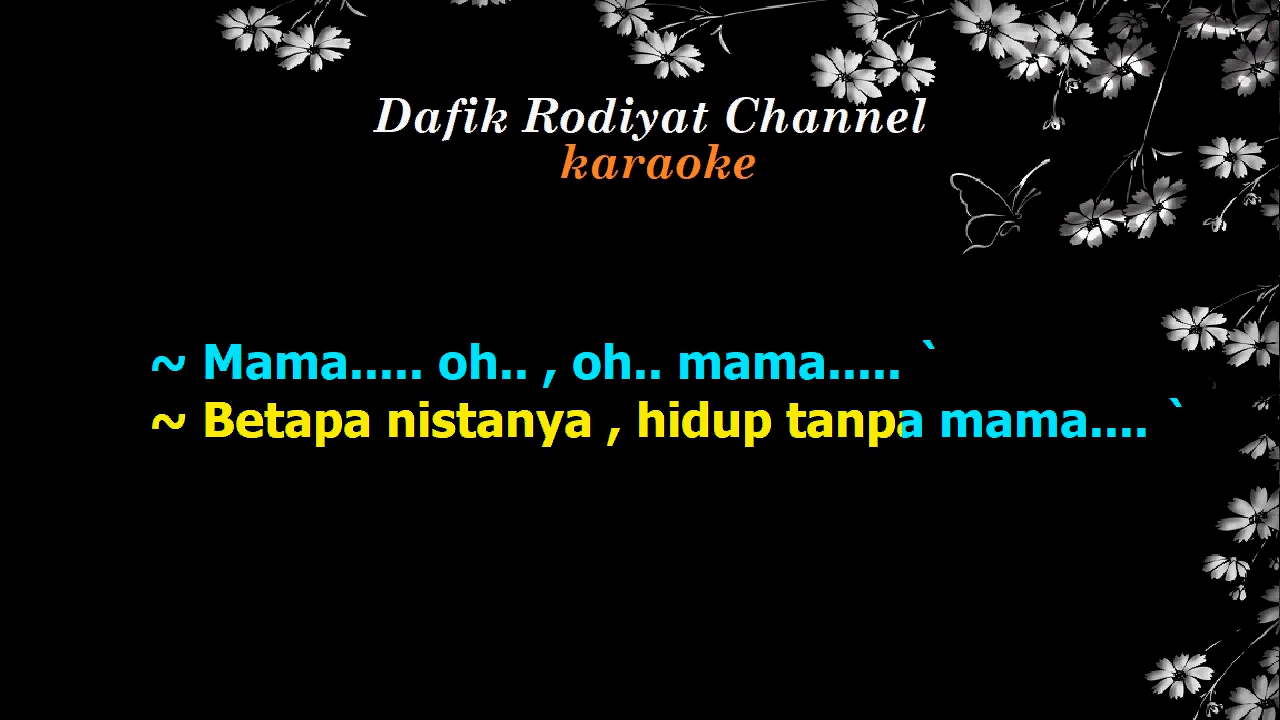 Dafik Rodiyat Channel
karaoke
~ Mama..... oh.. , oh.. mama..... `
~ Betapa nistanya , hidup tanpa mama.... `